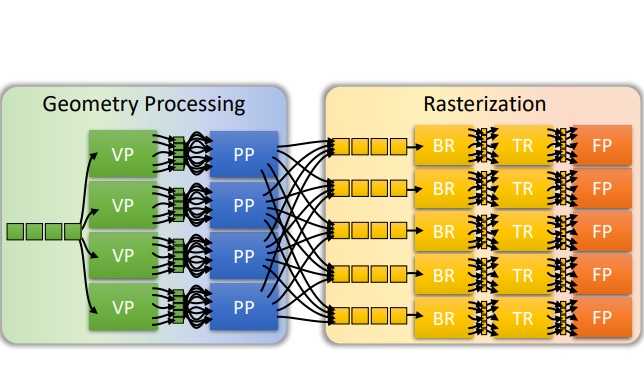 Geometry Processing
VP PP
VP PP
VP PP
VP PP
Rasterization
BR TR FP
BR TR FP
BR TR FP
BR TR FP
BR TR FP